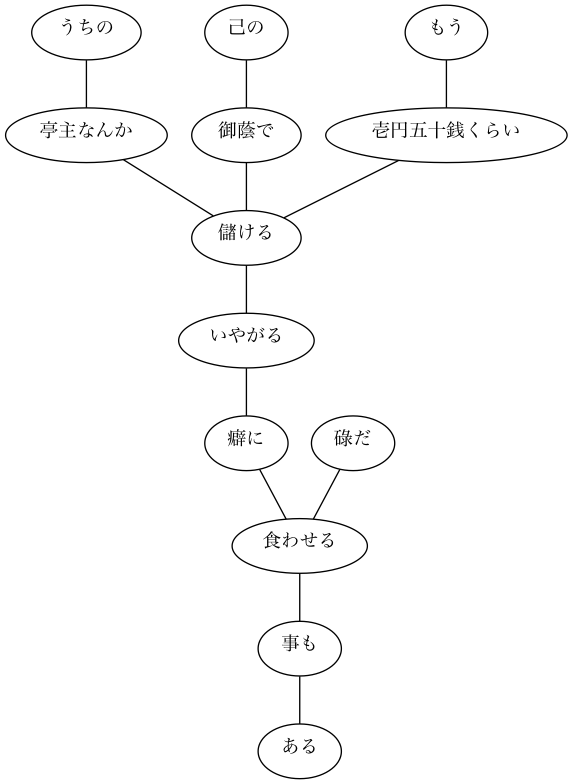 うちの
己の
もう
亭主なんか
御蔭で
壱円五十銭くらい
儲ける
いやがる
癖に
碌だ
食わせる
事も
ある